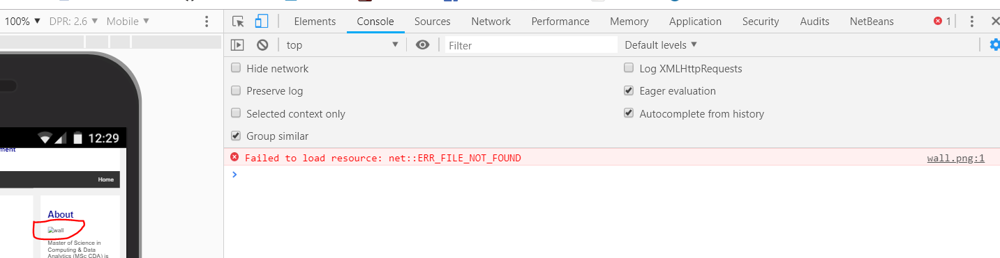 100% ▼ DPR: 2.6 ▼ Mobile ▼
Elements Console Sources Network Performance Memory Application Security Audits NetBeans 1
top ▼ Filter Default levels ▼
Hide network Log XMLHttpRequests
Preserve log Eager evaluation
Selected context only Autocomplete from history
Group similar
Failed to load resource: net::ERR_FILE_NOT_FOUND wall.png:1
12:29
ment
Home
About
wall
Master of Science in
Computing & Data
Analytics (MSc CDA) is